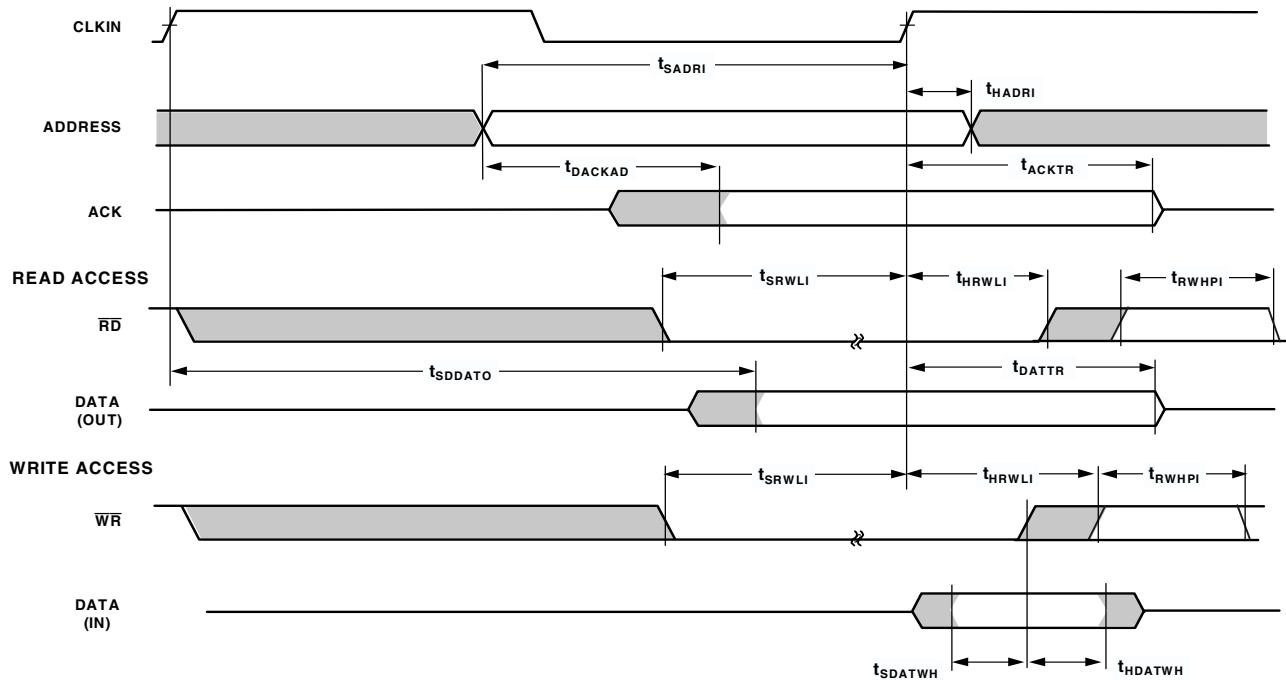 CLKIN
tSADRI
tHADRI
ADDRESS
tDACKAD
tACKTR
ACK
READ ACCESS
tSRWLI
tHRWLI
tRWHPI
RD
tSDDATO
tDATTR
DATA
(OUT)
WRITE ACCESS
tSRWLI
tHRWLI
tRWHPI
WR
DATA
(IN)
tSDATWH
tHDATWH